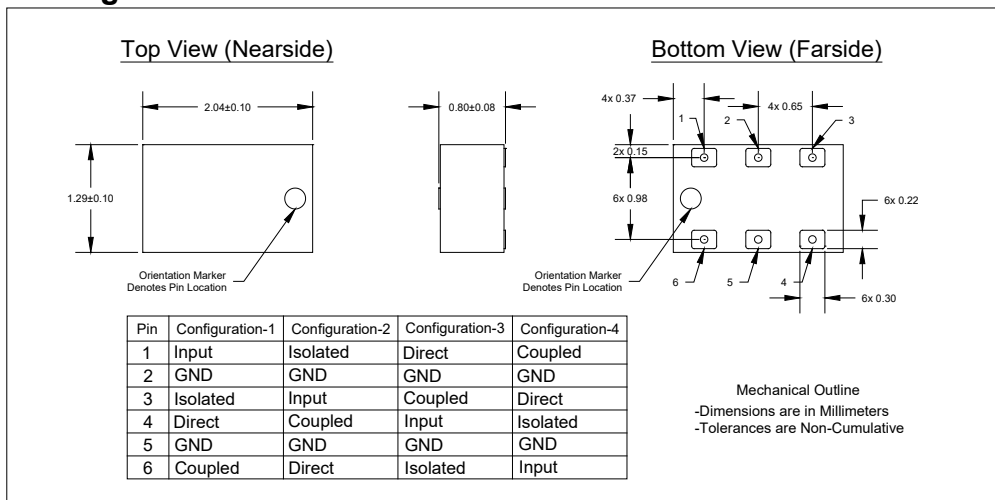 Top View (Nearside)
Bottom View (Farside)
2.04±0.10
0.80±0.08
4x 0.37
4x 0.65
1
2
3
2x 0.15
1.29±0.10
6x 0.98
6x 0.22
Orientation Marker
Denotes Pin Location
Orientation Marker
Denotes Pin Location
6
5
4
6x 0.30
Pin Configuration-1 Configuration-2 Configuration-3 Configuration-4
1 Input Isolated Direct Coupled
2 GND GND GND GND
3 Isolated Input Coupled Direct
4 Direct Coupled Input Isolated
5 GND GND GND GND
6 Coupled Direct Isolated Input
Mechanical Outline
-Dimensions are in Millimeters
-Tolerances are Non-Cumulative